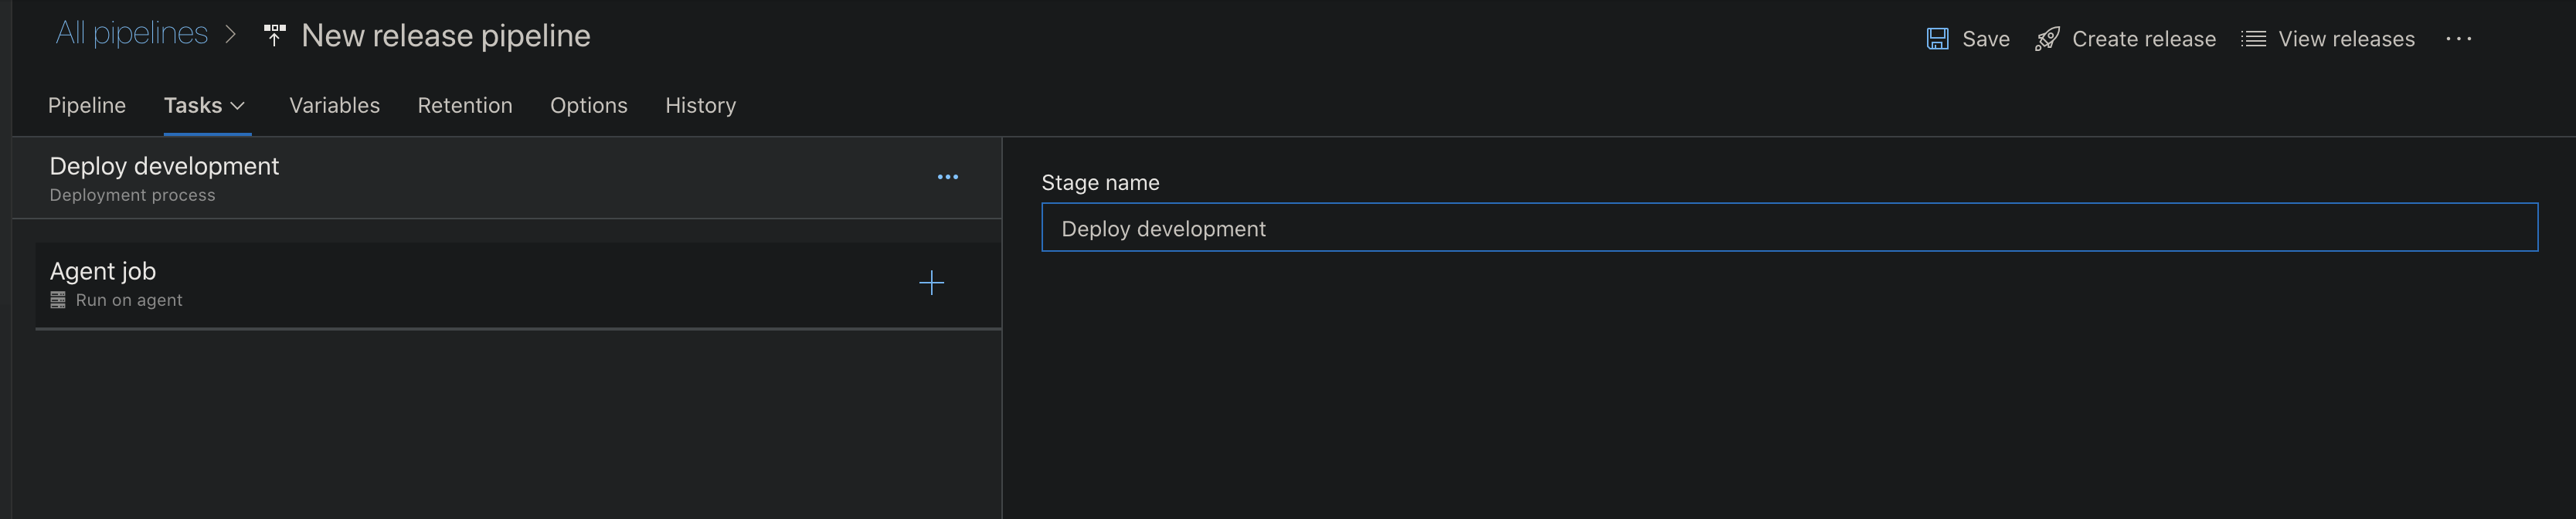 All pipelines > New release pipeline
Save Create release View releases ...
Pipeline Tasks Variables Retention Options History
Deploy development
Deployment process
Agent job
Run on agent
Stage name
Deploy development